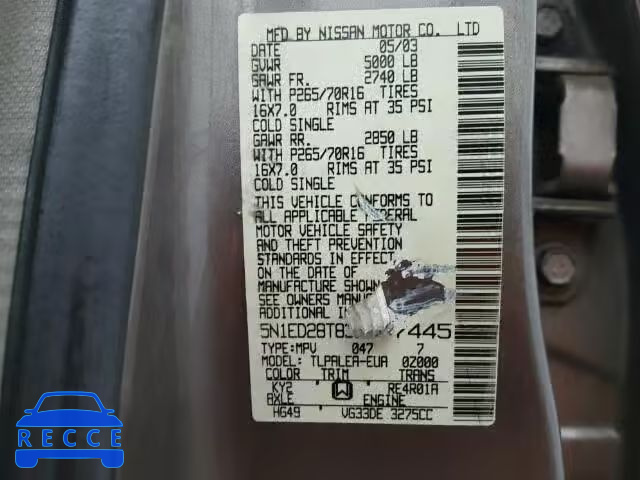 MFD BY NISSAN MOTOR CO. LTD
DATE 05/03
GVWR 5000 LB
GAWR FR. 2740 LB
WITH P265/70R16 TIRES
16X7.0 RIMS AT 35 PSI
COLD SINGLE
GAWR RR. 2850 LB
WITH P265/70R16 TIRES
16X7.0 RIMS AT 35 PSI
COLD SINGLE
THIS VEHICLE CONFORMS TO
ALL APPLICABLE FEDERAL
MOTOR VEHICLE SAFETY
AND THEFT PREVENTION
STANDARDS IN EFFECT
ON THE DATE OF
MANUFACTURE SHOWN
SEE OWNERS
ADDITIONAL
5N1ED28T 7445
TYPE: MPV 047 7
MODEL: TLPALEA-EUA 0Z000
COLOR TRIM TRANS
KY2 W RE4R01A
AXLE ENGINE
HG49 VG33DE 3275CC
RECCE